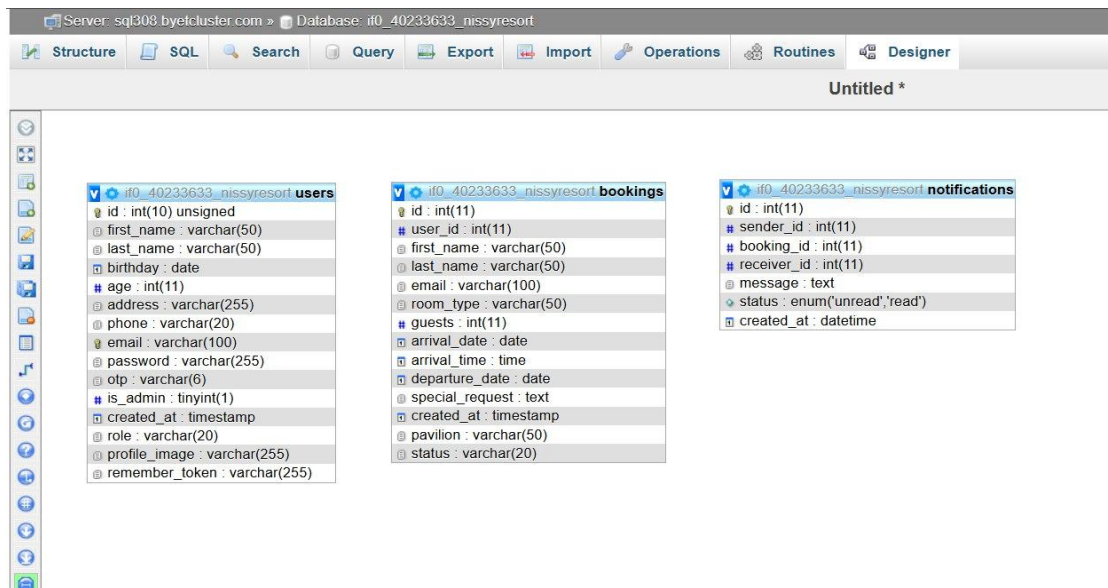 Server: sql308.byetcluster.com » Database: if0_40233633_nissyresort
Structure SQL Search Query Export Import Operations Routines Designer
Untitled *
if0_40233633_nissyresort users
id : int(10) unsigned
first_name : varchar(50)
last_name : varchar(50)
birthday : date
age : int(11)
address : varchar(255)
phone : varchar(20)
email : varchar(100)
password : varchar(255)
otp : varchar(6)
is_admin : tinyint(1)
created_at : timestamp
role : varchar(20)
profile_image : varchar(255)
remember_token : varchar(255)
if0_40233633_nissyresort bookings
id : int(11)
user_id : int(11)
first_name : varchar(50)
last_name : varchar(50)
email : varchar(100)
room_type : varchar(50)
guests : int(11)
arrival_date : date
arrival_time : time
departure_date : date
special_request : text
created_at : timestamp
pavilion : varchar(50)
status : varchar(20)
if0_40233633_nissyresort notifications
id : int(11)
sender_id : int(11)
booking_id : int(11)
receiver_id : int(11)
message : text
status : enum('unread','read')
created_at : datetime